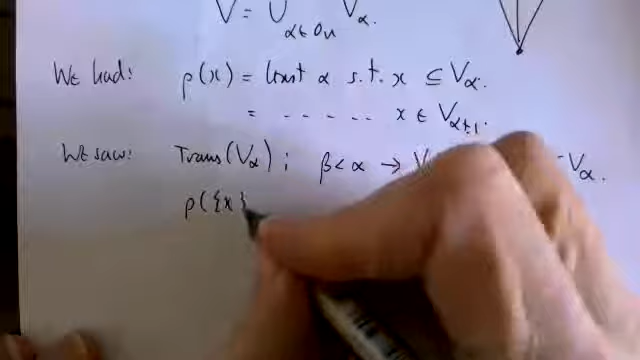 V = ∪ V_α.
α ∈ On
We had: ρ(x) = least α s.t. x ⊆ V_α.
= ------ x ∈ V_{α+1}.
We saw: Trans(V_α) ; β < α → V V_α.
ρ({x}